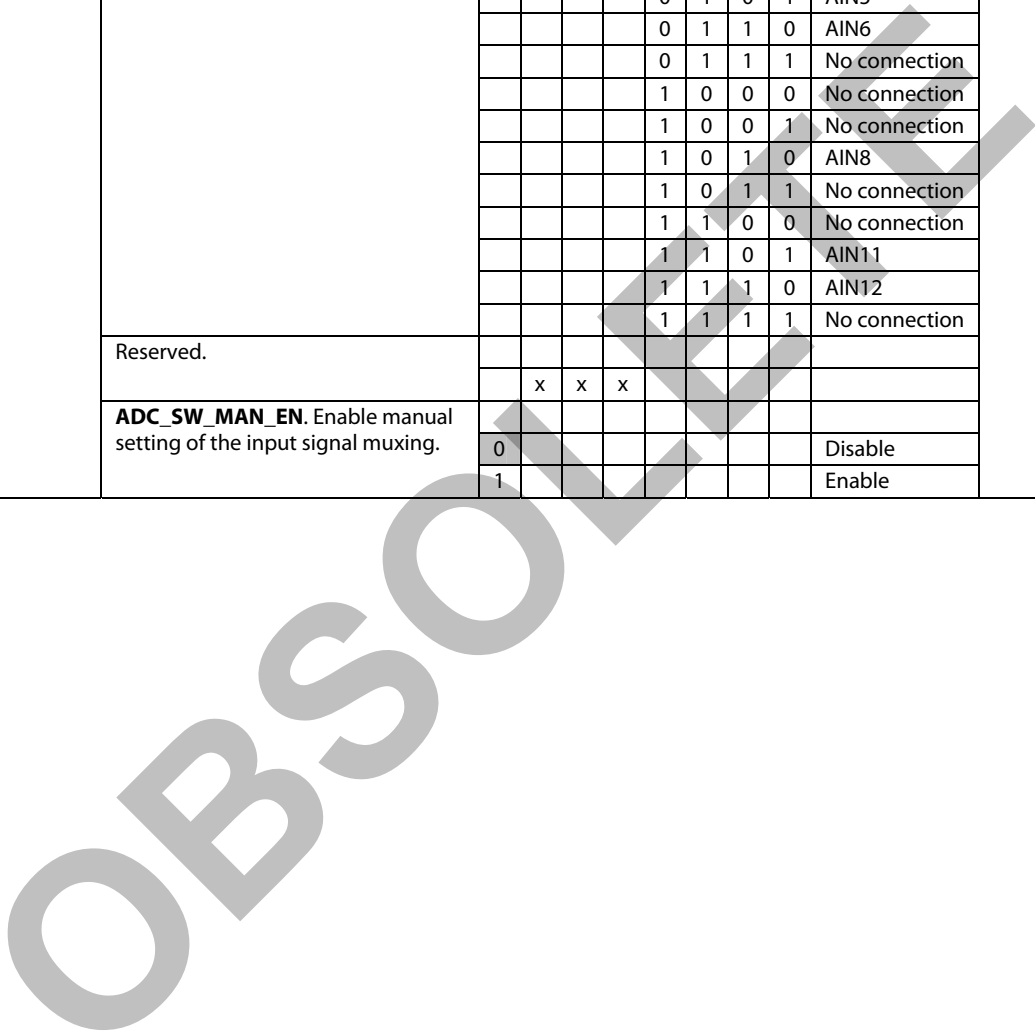 0 1 1 0 AIN6
0 1 1 1 No connection
1 0 0 0 No connection
1 0 0 1 No connection
1 0 1 0 AIN8
1 0 1 1 No connection
1 1 0 0 No connection
1 1 0 1 AIN11
1 1 1 0 AIN12
1 1 1 1 No connection
Reserved.
x x x
ADC_SW_MAN_EN. Enable manual
setting of the input signal muxing.
0 Disable
1 Enable
OBSOLETE